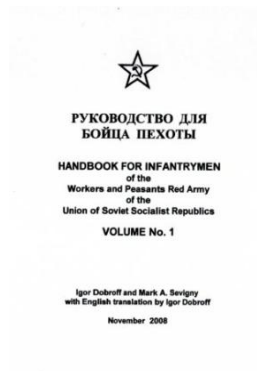 РУКОВОДСТВО ДЛЯ
БОЙЦА ПЕХОТЫ
HANDBOOK FOR INFANTRYMEN
of the
Workers and Peasants Red Army
of the
Union of Soviet Socialist Republics
VOLUME No. 1
Igor Dobroff and Mark A. Sevigny
with English translation by Igor Dobroff
November 2008